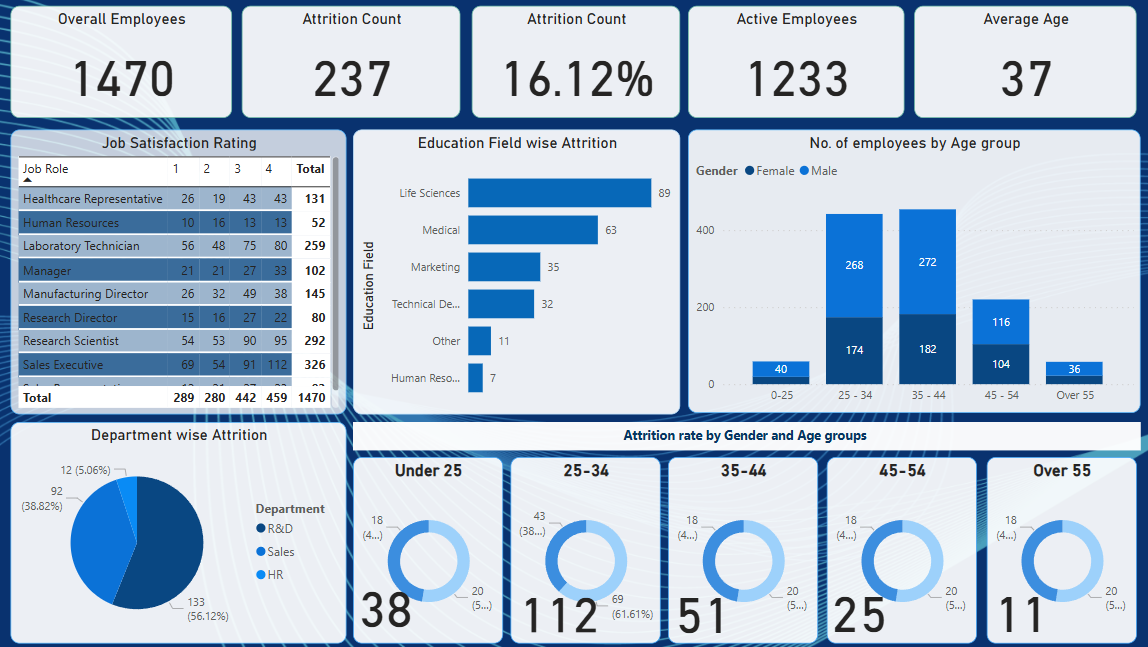 Overall Employees
1470
Attrition Count
237
Attrition Count
16.12%
Active Employees
1233
Average Age
37
Job Satisfaction Rating
Job Role 1 2 3 4 Total
Healthcare Representative 26 19 43 43 131
Human Resources 10 16 13 13 52
Laboratory Technician 56 48 75 80 259
Manager 21 21 27 33 102
Manufacturing Director 26 32 49 38 145
Research Director 15 16 27 22 80
Research Scientist 54 53 90 95 292
Sales Executive 69 54 91 112 326
Total 289 280 442 459 1470
Education Field wise Attrition
Education Field
Life Sciences 89
Medical 63
Marketing 35
Technical De... 32
Other 11
Human Reso... 7
No. of employees by Age group
Gender Female Male
400
200
0
40
268
174
272
182
116
104
36
0-25 25 - 34 35 - 44 45 - 54 Over 55
Department wise Attrition
12 (5.06%)
92
(38.82%)
133
(56.12%)
Department
R&D
Sales
HR
Attrition rate by Gender and Age groups
Under 25
18
(4...)
20
(5...)
38
25-34
43
(38...)
69
(61.61%)
112
35-44
18
(4...)
20
(5...)
51
45-54
18
(4...)
20
(5...)
25
Over 55
18
(4...)
20
(5...)
11